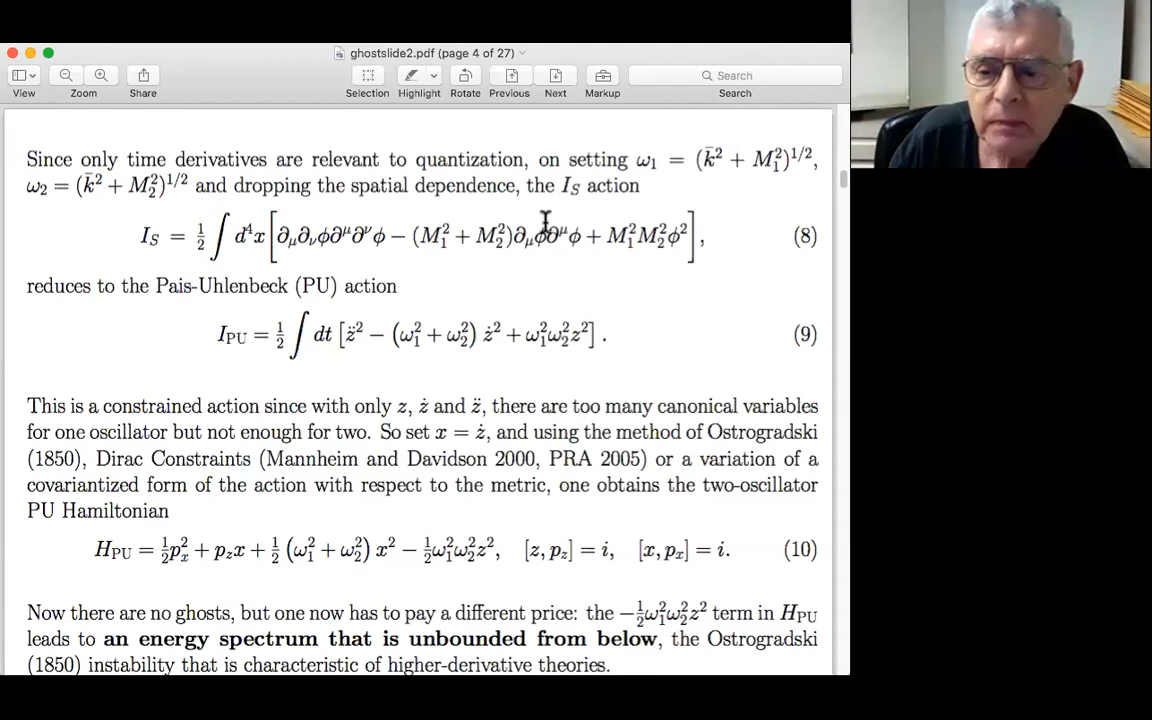 ghostslide2.pdf (page 4 of 27)
View
Zoom
Share
Selection
Highlight
Rotate
Previous
Next
Markup
Search
Search
Since only time derivatives are relevant to quantization, on setting ω₁ = (k̄² + M₁²)^{1/2},
ω₂ = (k̄² + M₂²)^{1/2} and dropping the spatial dependence, the I_S action
I_S = ½ ∫ d⁴x [∂_μ∂_νϕ∂^μ∂^νϕ − (M₁² + M₂²)∂_μϕ∂^μϕ + M₁²M₂²ϕ²], (8)
reduces to the Pais-Uhlenbeck (PU) action
I_PU = ½ ∫ dt [z̈² − (ω₁² + ω₂²) ż² + ω₁²ω₂²z²] . (9)
This is a constrained action since with only z, ż and z̈, there are too many canonical variables
for one oscillator but not enough for two. So set x = ż, and using the method of Ostrogradski
(1850), Dirac Constraints (Mannheim and Davidson 2000, PRA 2005) or a variation of a
covariantized form of the action with respect to the metric, one obtains the two-oscillator
PU Hamiltonian
H_PU = ½p_x² + p_z x + ½ (ω₁² + ω₂²) x² − ½ω₁²ω₂²z², [z, p_z] = i, [x, p_x] = i. (10)
Now there are no ghosts, but one now has to pay a different price: the −½ω₁²ω₂²z² term in H_PU
leads to an energy spectrum that is unbounded from below, the Ostrogradski
(1850) instability that is characteristic of higher-derivative theories.